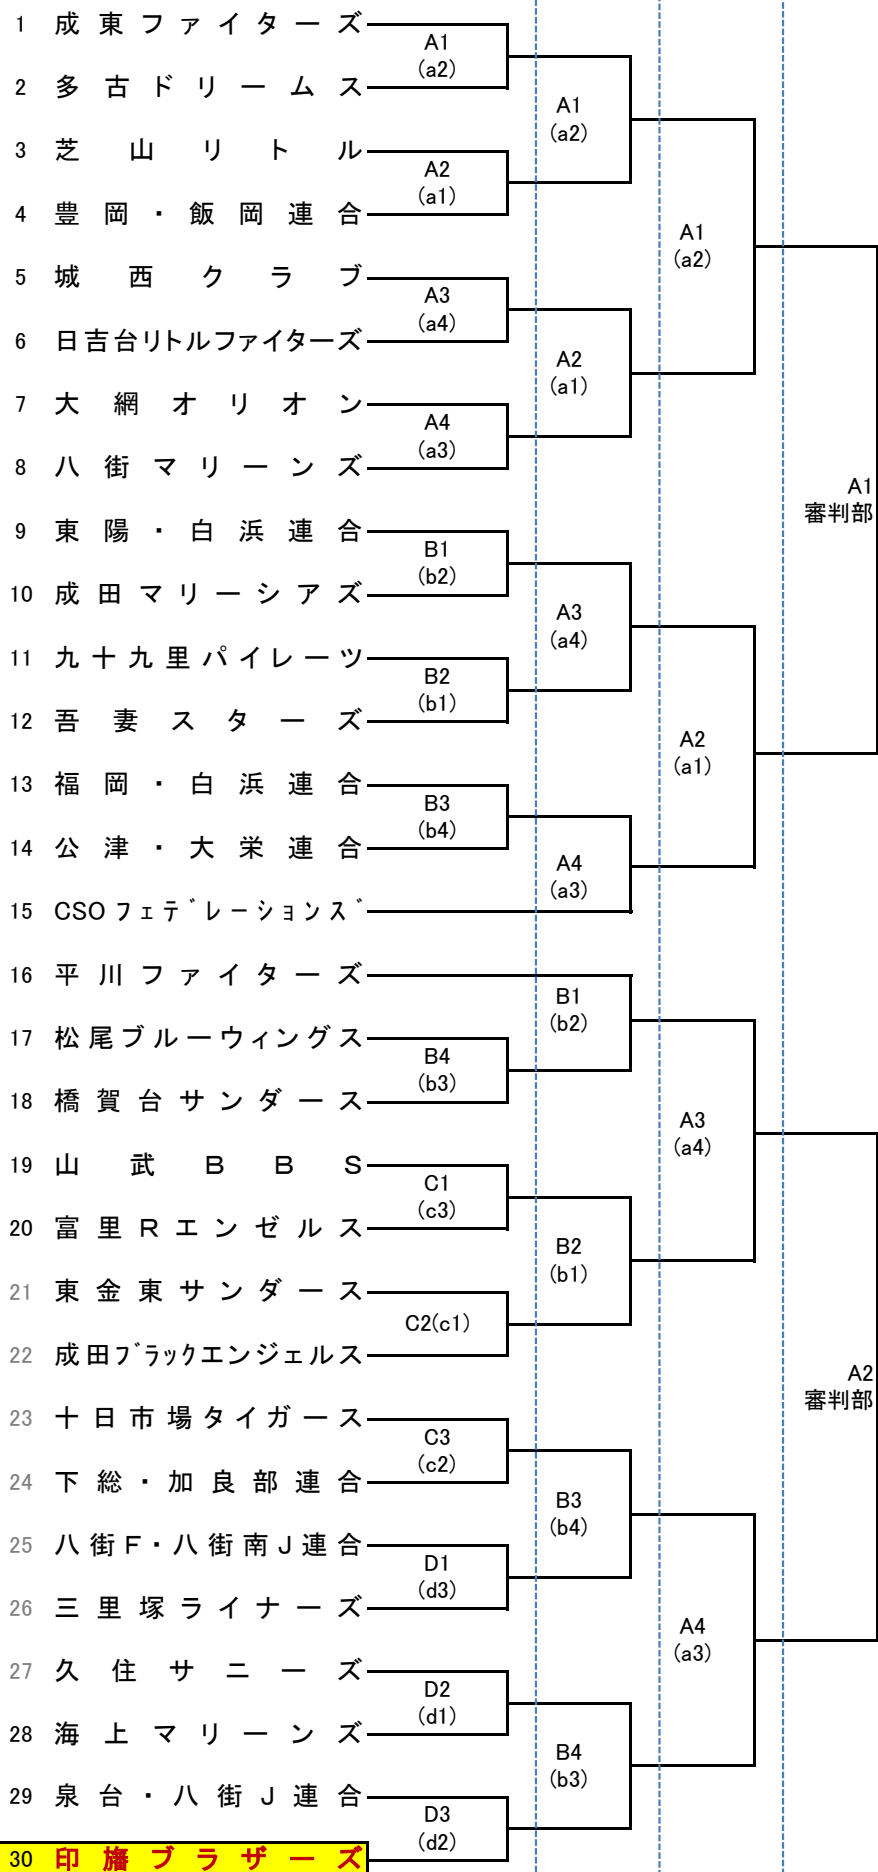 1 成東ファイターズ
A1
(a2)
2 多古ドリームス
A1
(a2)
3 芝山リトル
A2
(a1)
4 豊岡・飯岡連合
A1
(a2)
5 城西クラブ
A3
(a4)
6 日吉台リトルファイターズ
A2
(a1)
7 大網オリオン
A4
(a3)
8 八街マリーンズ
A1
審判部
9 東陽・白浜連合
B1
(b2)
10 成田マリーシアズ
A3
(a4)
11 九十九里パイレーツ
B2
(b1)
12 吾妻スターズ
A2
(a1)
13 福岡・白浜連合
B3
(b4)
14 公津・大栄連合
A4
(a3)
15 CSOフェデレーションズ
16 平川ファイターズ
B1
(b2)
17 松尾ブルーウィングス
B4
(b3)
18 橋賀台サンダース
A3
(a4)
19 山武BBS
C1
(c3)
20 富里Rエンゼルス
B2
(b1)
21 東金東サンダース
C2(c1)
22 成田ブラックエンジェルス
A2
審判部
23 十日市場タイガース
C3
(c2)
24 下総・加良部連合
B3
(b4)
25 八街F・八街南J連合
D1
(d3)
26 三里塚ライナーズ
A4
(a3)
27 久住サニーズ
D2
(d1)
28 海上マリーンズ
B4
(b3)
29 泉台・八街J連合
D3
(d2)
30 印旛ブラザーズ